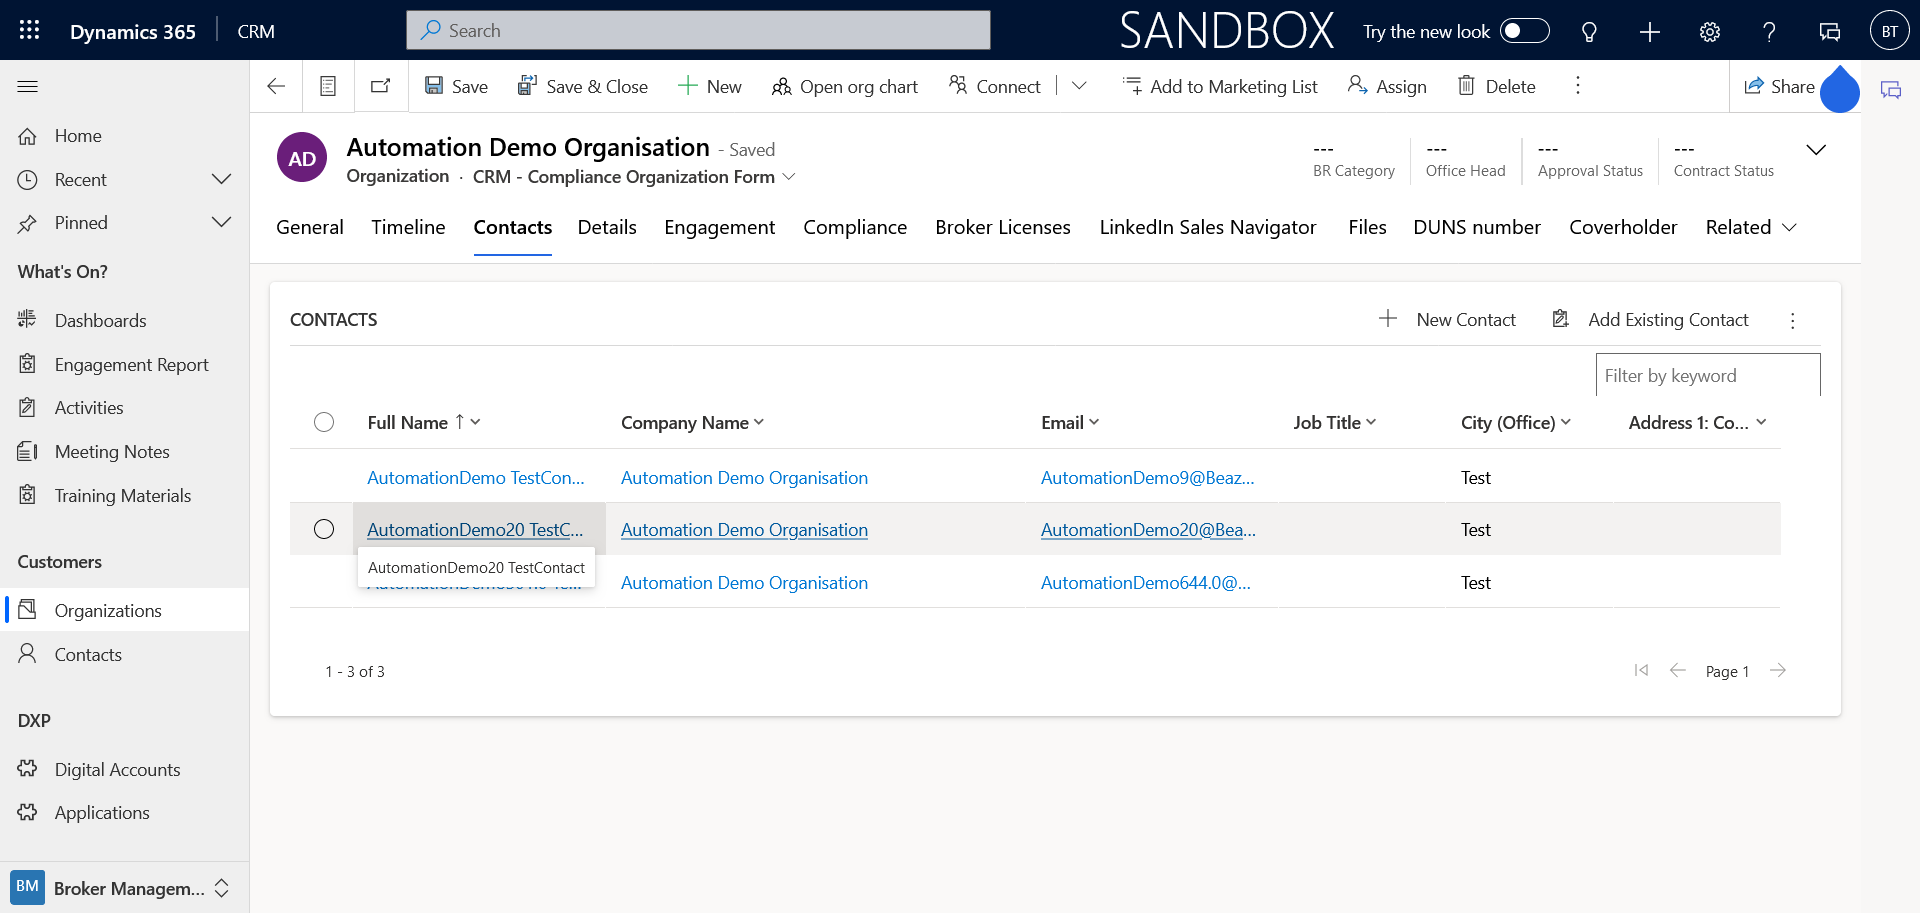 Dynamics 365
CRM
Search
SANDBOX
Try the new look
BT
Save
Save & Close
New
Open org chart
Connect
Add to Marketing List
Assign
Delete
Share
Home
Recent
Pinned
What's On?
Dashboards
Engagement Report
Activities
Meeting Notes
Training Materials
Customers
Organizations
Contacts
DXP
Digital Accounts
Applications
BM
Broker Managem...
AD
Automation Demo Organisation - Saved
Organization · CRM - Compliance Organization Form
---
BR Category
---
Office Head
---
Approval Status
---
Contract Status
General Timeline Contacts Details Engagement Compliance Broker Licenses LinkedIn Sales Navigator Files DUNS number Coverholder Related
CONTACTS
New Contact
Add Existing Contact
Filter by keyword
Full Name Company Name Email Job Title City (Office) Address 1: Co...
AutomationDemo TestCon... Automation Demo Organisation AutomationDemo9@Beaz... Test
AutomationDemo20 TestC... Automation Demo Organisation AutomationDemo20@Bea... Test
AutomationDemo20 TestContact
Automation Demo Organisation AutomationDemo644.0@... Test
1 - 3 of 3
Page 1